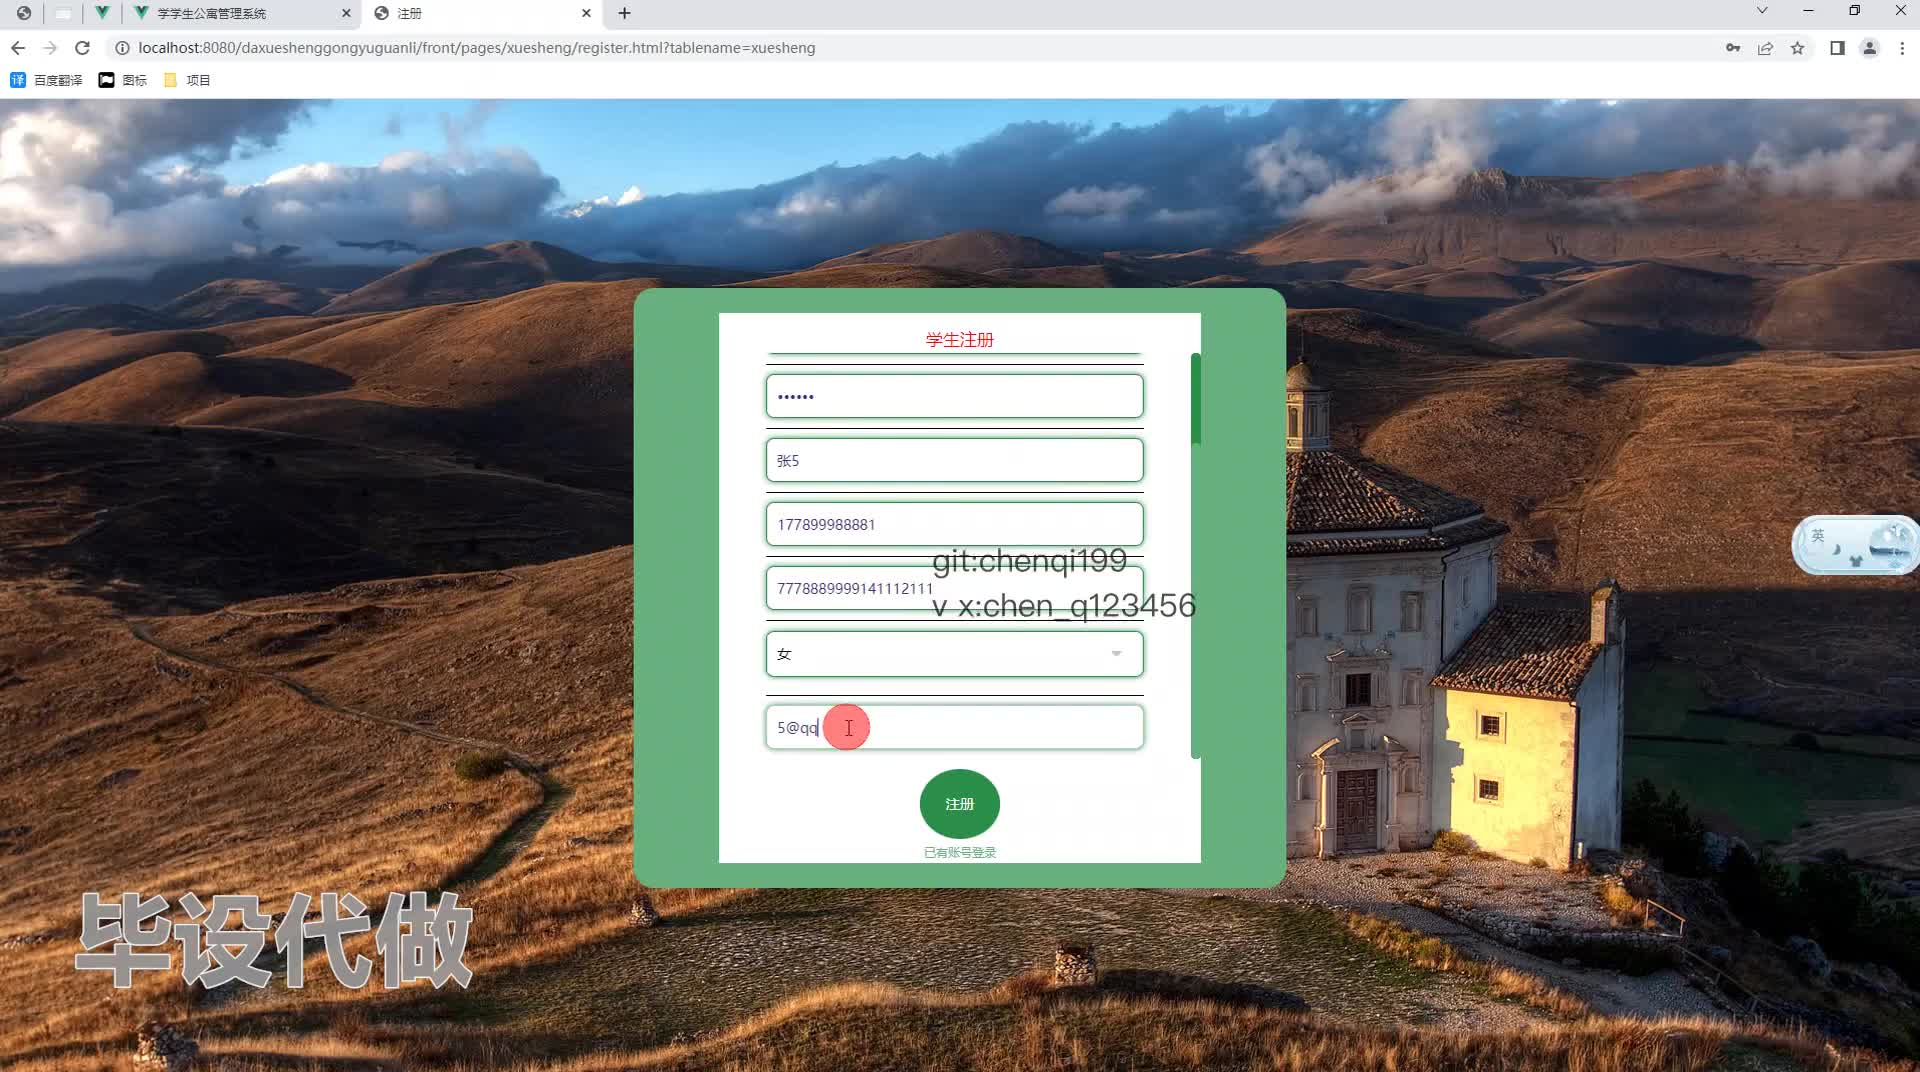 学学生公寓管理系统
注册
localhost:8080/daxueshenggongyuguanli/front/pages/xuesheng/register.html?tablename=xuesheng
百度翻译
图标
项目
学生注册
••••••
张5
177899988881
7778889999141112111
git:chenqi199
v x:chen_q123456
女
5@qq
注册
已有账号登录
英
毕设代做